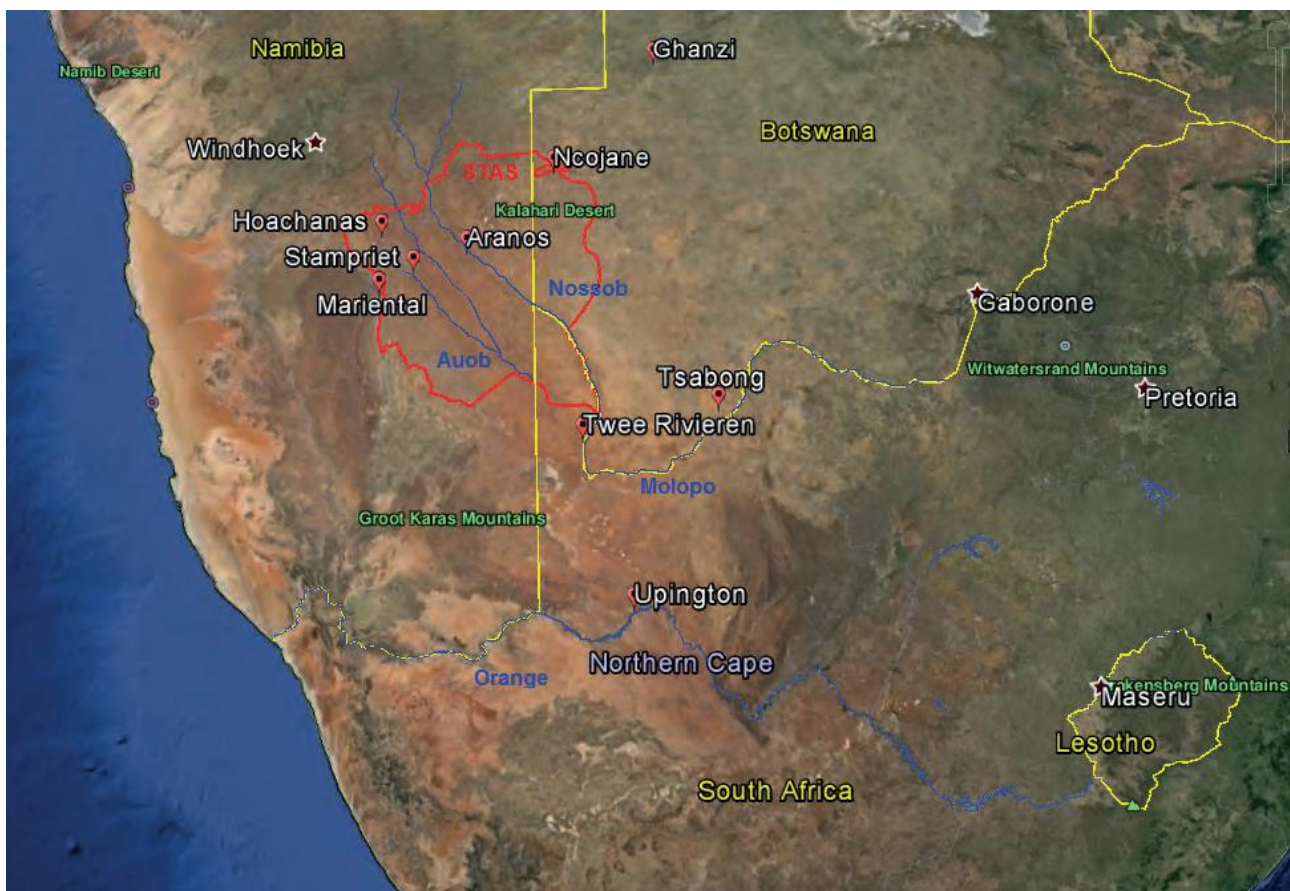 Namibia
Ghanzi
Namib Desert
Botswana
Windhoek
Ncojane
STAS
Kalahari Desert
Hoachanas
Aranos
Stampriet
Nossob
Mariental
Gaborone
Auob
Tsabong
Witwatersrand Mountains
Pretoria
Twee Rivieren
Molopo
Groot Karas Mountains
Upington
Northern Cape
Orange
Mountains
Maseru
Lesotho
South Africa